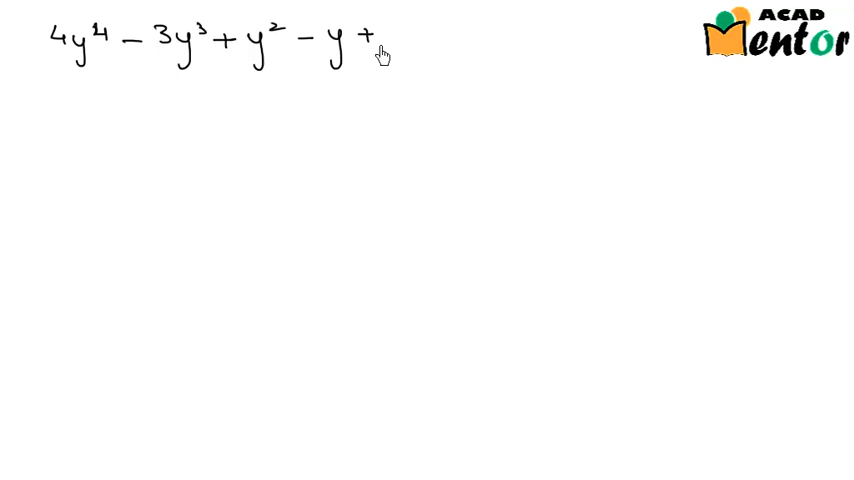 4y⁴ – 3y³ + y² – y +
ACAD
Mentor